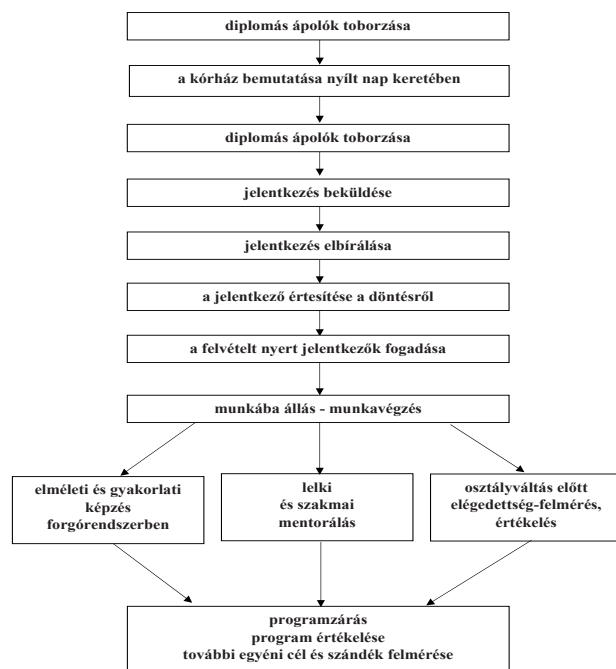 diplomás ápolók toborzása
a kórház bemutatása nyílt nap keretében
diplomás ápolók toborzása
jelentkezés beküldése
jelentkezés elbírálása
a jelentkező értesítése a döntésről
a felvételt nyert jelentkezők fogadása
munkába állás - munkavégzés
elméleti és gyakorlati
képzés
forgórendszerben
lelki
és szakmai
mentorálás
osztályváltás előtt
elégedettség-felmérés,
értékelés
programzárás
program értékelése
további egyéni cél és szándék felmérése